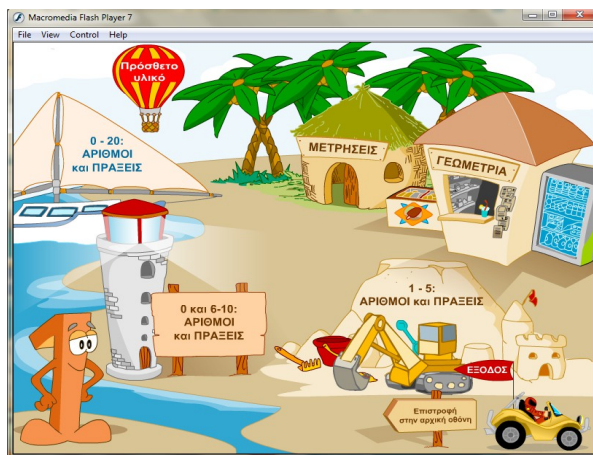 Macromedia Flash Player 7
File View Control Help
Πρόσθετο
υλικό
0 - 20:
ΑΡΙΘΜΟΙ
και ΠΡΑΞΕΙΣ
ΜΕΤΡΗΣΕΙΣ
ΓΕΩΜΕΤΡΙΑ
0 και 6-10:
ΑΡΙΘΜΟΙ
και ΠΡΑΞΕΙΣ
1 - 5:
ΑΡΙΘΜΟΙ και ΠΡΑΞΕΙΣ
ΕΞΟΔΟΣ
Επιστροφή
στην αρχική οθόνη